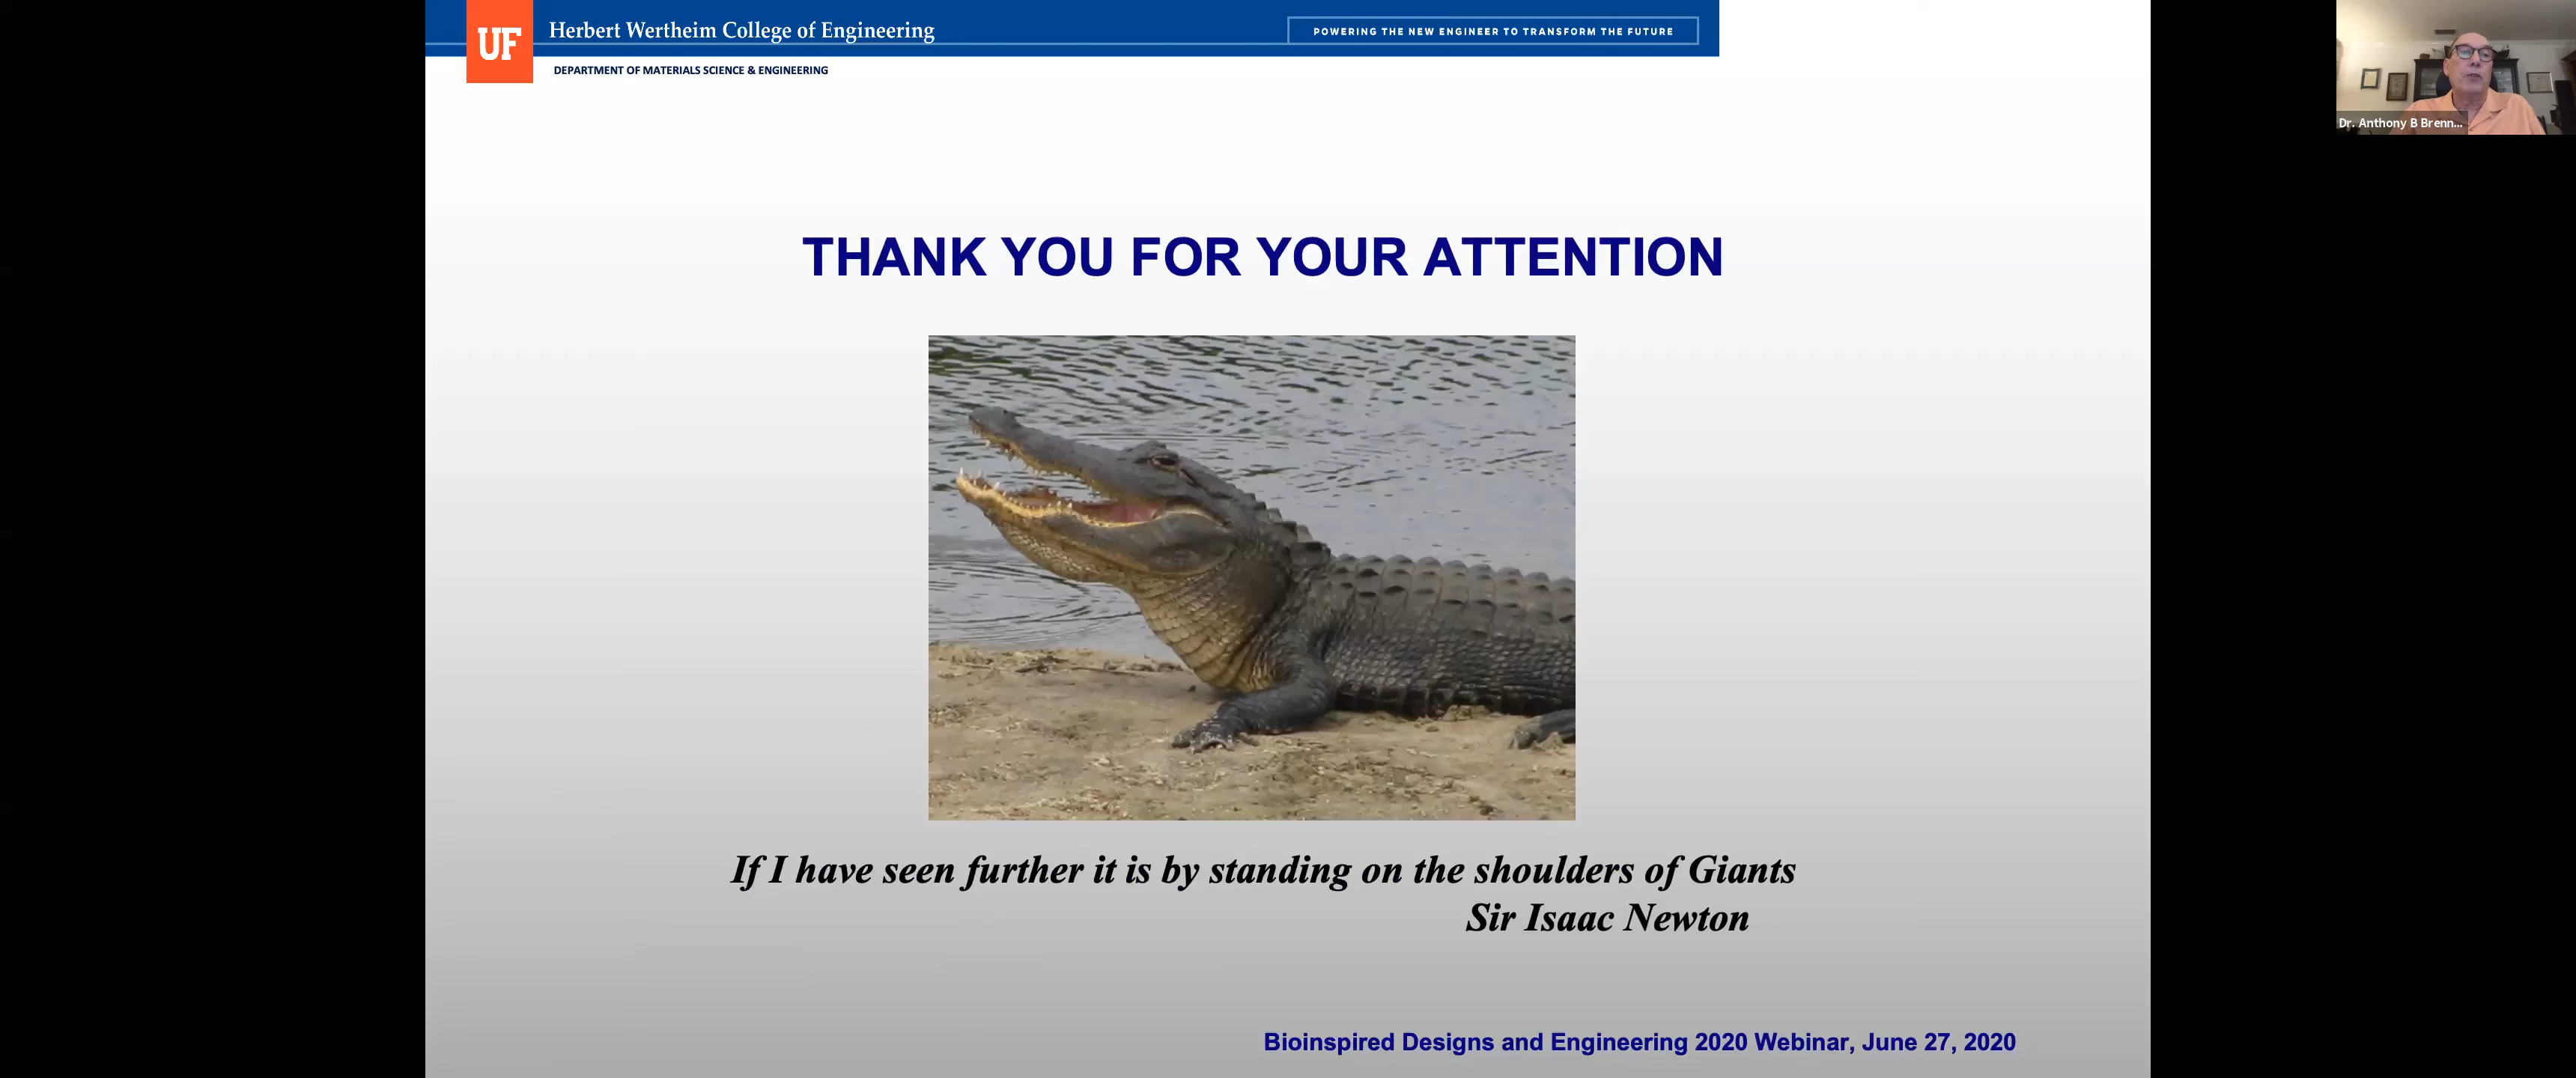 UF
Herbert Wertheim College of Engineering
POWERING THE NEW ENGINEER TO TRANSFORM THE FUTURE
DEPARTMENT OF MATERIALS SCIENCE & ENGINEERING
Dr. Anthony B Brenn...
THANK YOU FOR YOUR ATTENTION
If I have seen further it is by standing on the shoulders of Giants
Sir Isaac Newton
Bioinspired Designs and Engineering 2020 Webinar, June 27, 2020